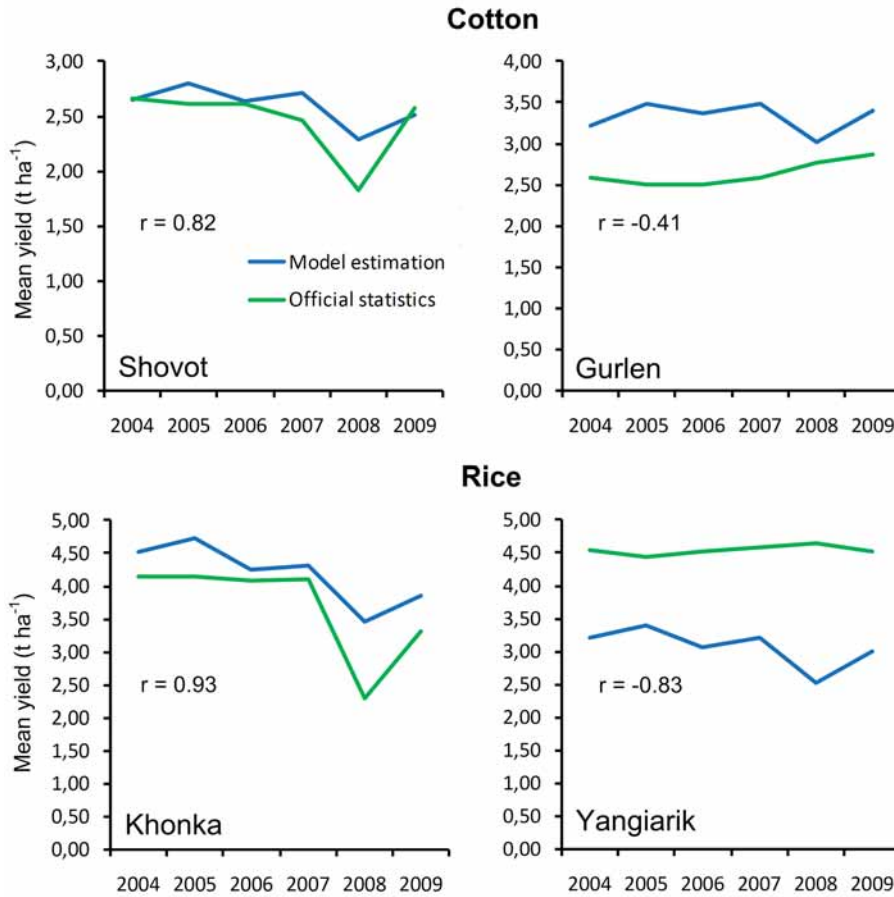 Cotton
3,00
2,50
2,00
1,50
1,00
0,50
0,00
Mean yield (t ha⁻¹)
r = 0.82
Model estimation
Official statistics
Shovot
2004 2005 2006 2007 2008 2009
4,00
3,50
3,00
2,50
2,00
1,50
1,00
0,50
0,00
r = -0.41
Gurlen
2004 2005 2006 2007 2008 2009
Rice
5,00
4,50
4,00
3,50
3,00
2,50
2,00
1,50
1,00
0,50
0,00
Mean yield (t ha⁻¹)
r = 0.93
Khonka
2004 2005 2006 2007 2008 2009
5,00
4,50
4,00
3,50
3,00
2,50
2,00
1,50
1,00
0,50
0,00
r = -0.83
Yangiarik
2004 2005 2006 2007 2008 2009